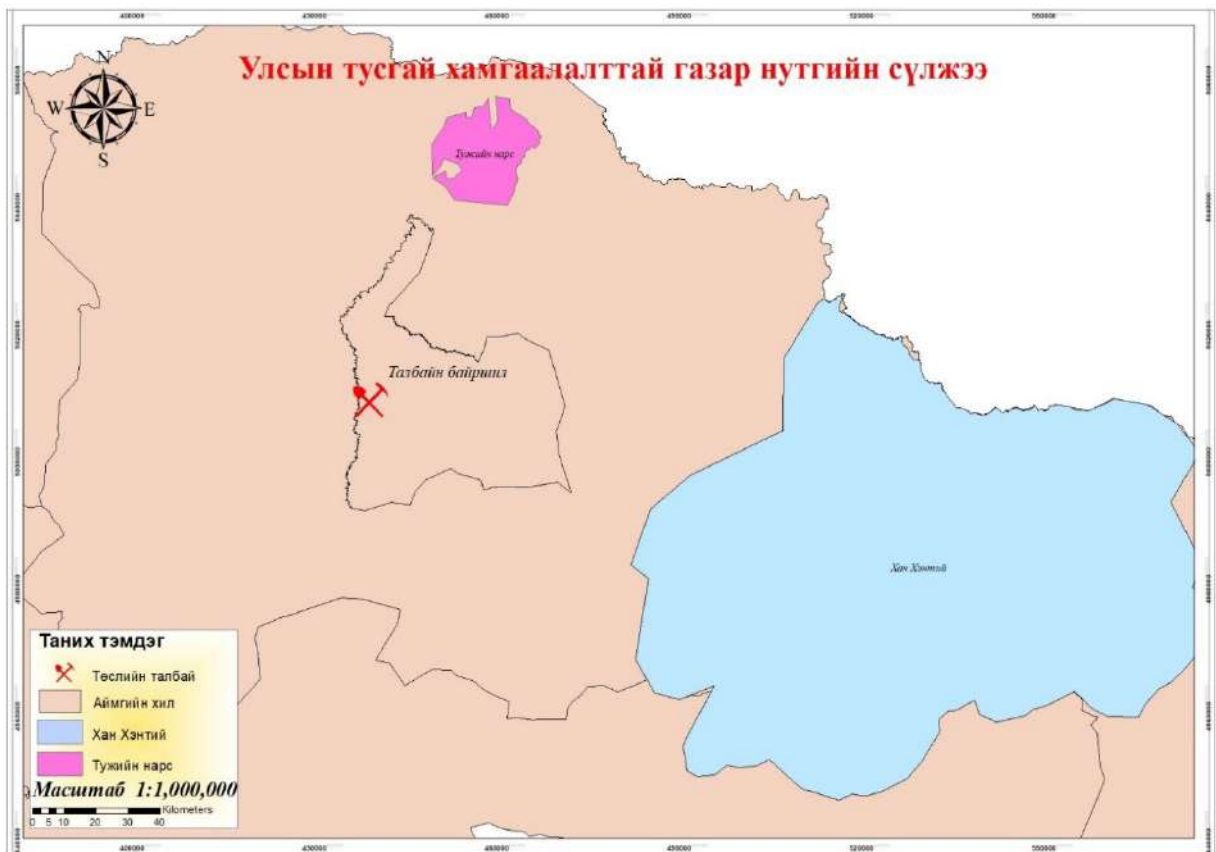 Улсын тусгай хамгаалалттай газар нутгийн сүлжээ
N
W E
S
Тужийн нарс
Талбайн байршил
Хан Хэнтий
Таних тэмдэг
Төслийн талбай
Аймгийн хил
Хан Хэнтий
Тужийн нарс
Масштаб 1:1,000,000
Kilometers
0 5 10 20 30 40